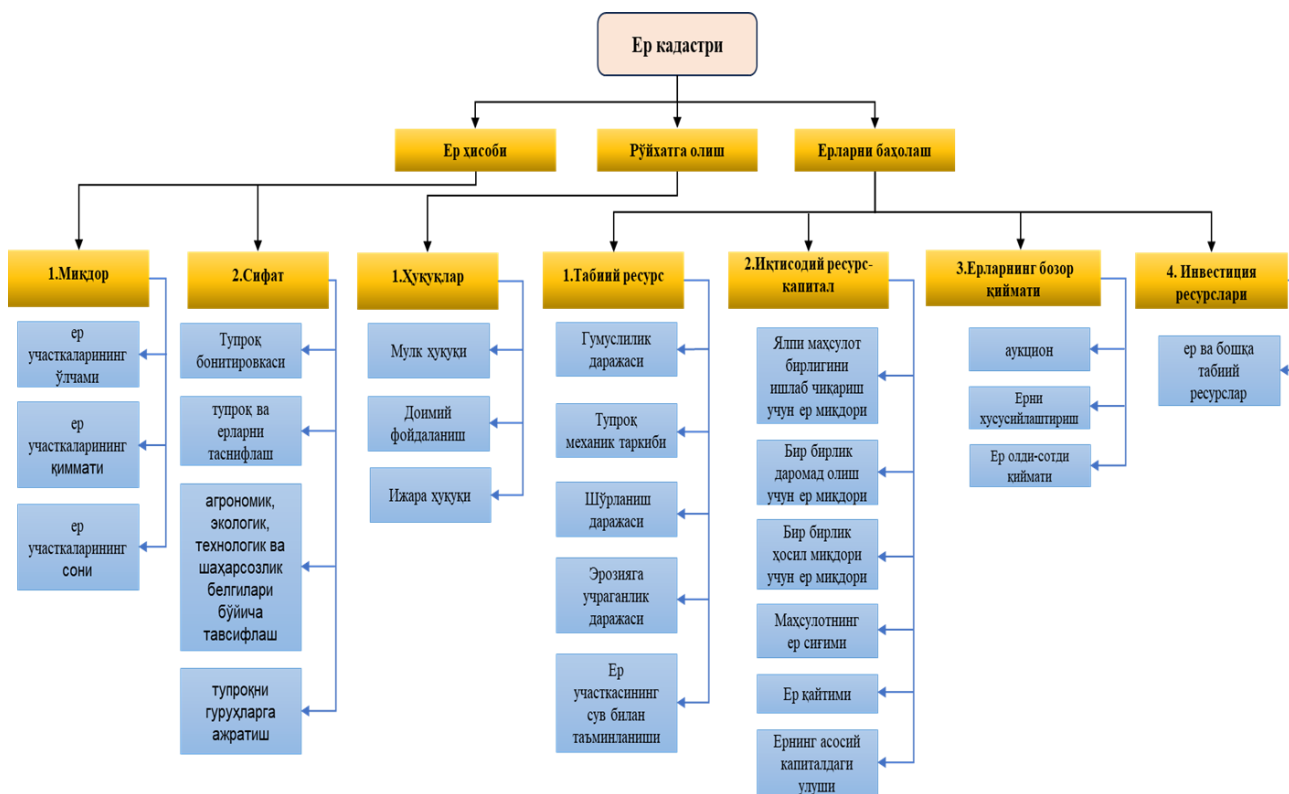 Ер кадастри
Ер ҳисоби
Рўйхатга олиш
Ерларни баҳолаш
1.Миқдор
ер
участкаларининг
ўлчами
ер
участкаларининг
қиммати
ер
участкаларининг
сони
2.Сифат
Тупроқ
бонитировкаси
тупроқ ва
ерларни
таснифлаш
агрономик,
экологик,
технологик ва
шаҳарсозлик
белгилари
бўйича
тавсифлаш
тупроқни
гуруҳларга
ажратиш
1.Ҳуқуқлар
Мулк ҳуқуқи
Доимий
фойдаланиш
Ижара ҳуқуқи
1.Табиий ресурс
Гумуслилик
даражаси
Тупроқ
механик таркиби
Шўрланиш
даражаси
Эрозияга
учраганлик
даражаси
Ер
участкасининг
сув билан
таъминланиши
2.Иқтисодий ресурс-
капитал
Ялпи маҳсулот
бирлигини
ишлаб чиқариш
учун ер миқдори
Бир бирлик
даромад олиш
учун ер миқдори
Бир бирлик
ҳосил миқдори
учун ер миқдори
Маҳсулотнинг
ер сиғими
Ер қайтими
Ернинг асосий
капиталдаги
улуши
3.Ерларнинг бозор
қиймати
аукцион
Ерни
хусусийлаштириш
Ер олди-сотди
қиймати
4. Инвестиция
ресурслари
ер ва бошқа
табиий
ресурслар